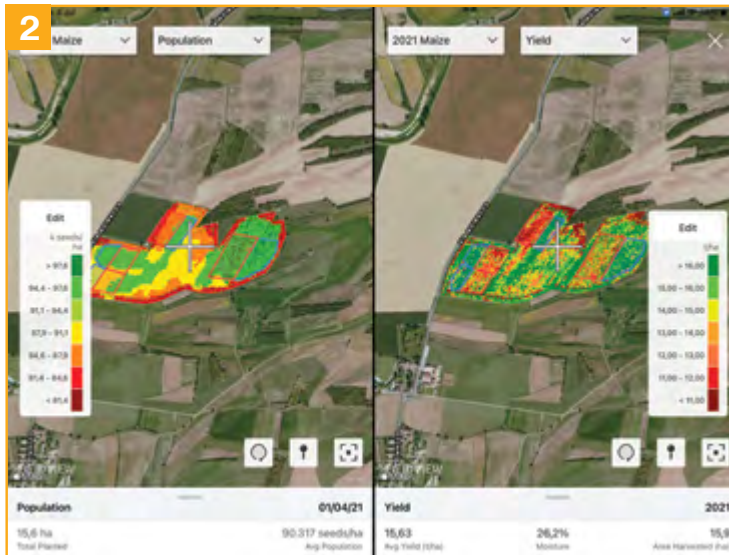 2
Maize
Population
2021 Maize
Yield
Edit
k seeds/
ha
> 97,6
94,4 - 97,6
91,1 - 94,4
87,9 - 91,1
84,6 - 87,9
81,4 - 84,6
< 81,4
Edit
t/ha
> 16,00
15,00 - 16,00
14,00 - 15,00
13,00 - 14,00
12,00 - 13,00
11,00 - 12,00
< 11,00
Population
01/04/21
15,6 ha
90.317 seeds/ha
Total Planted
Avg Population
Yield
2021
15,63
26,2%
15,9
Avg Yield (t/ha)
Moisture
Area Harvested (ha)